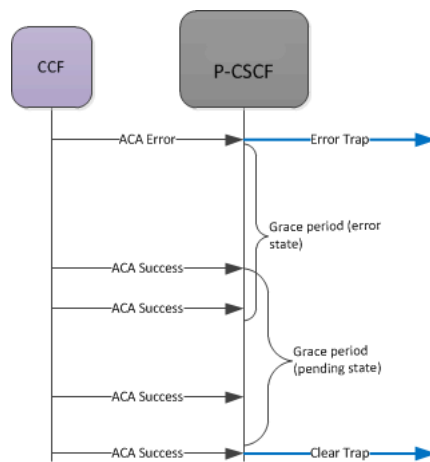 CCF
P-CSCF
ACA Error
Error Trap
Grace period (error
state)
ACA Success
ACA Success
Grace period
(pending state)
ACA Success
ACA Success
Clear Trap